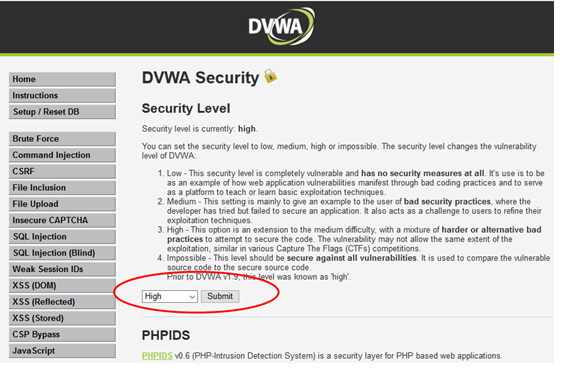 DVWA
Home
Instructions
Setup / Reset DB
Brute Force
Command Injection
CSRF
File Inclusion
File Upload
Insecure CAPTCHA
SQL Injection
SQL Injection (Blind)
Weak Session IDs
XSS (DOM)
XSS (Reflected)
XSS (Stored)
CSP Bypass
JavaScript
DVWA Security
Security Level
Security level is currently: high.
You can set the security level to low, medium, high or impossible. The security level changes the vulnerability
level of DVWA:
1. Low - This security level is completely vulnerable and has no security measures at all. It's use is to be
as an example of how web application vulnerabilities manifest through bad coding practices and to serve
as a platform to teach or learn basic exploitation techniques.
2. Medium - This setting is mainly to give an example to the user of bad security practices, where the
developer has tried but failed to secure an application. It also acts as a challenge to users to refine their
exploitation techniques.
3. High - This option is an extension to the medium difficulty, with a mixture of harder or alternative bad
practices to attempt to secure the code. The vulnerability may not allow the same extent of the
exploitation, similar in various Capture The Flags (CTFs) competitions.
4. Impossible - This level should be secure against all vulnerabilities. It is used to compare the vulnerable
source code to the secure source code.
Prior to DVWA v1.9, this level was known as 'high'.
High Submit
PHPIDS
PHPIDS v0.6 (PHP-Intrusion Detection System) is a security layer for PHP based web applications.